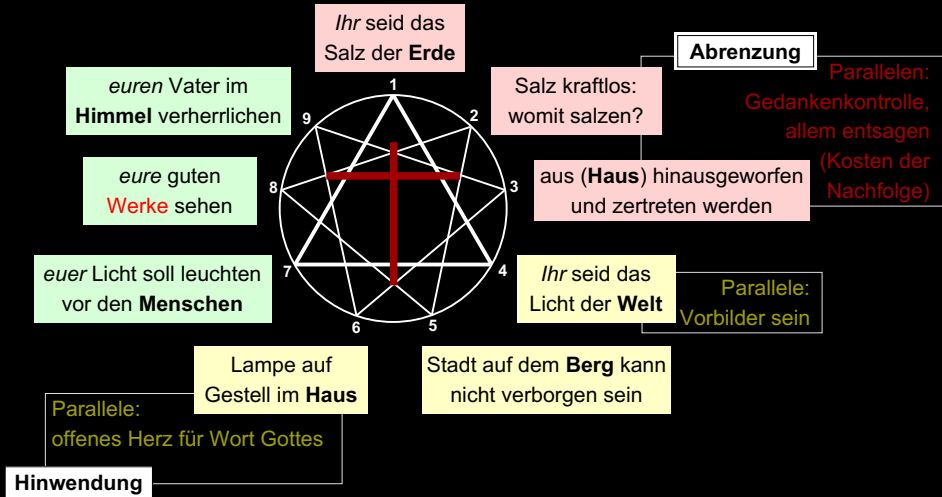 Ihr seid das
Salz der Erde
1
Salz kraftlos:
womit salzen?
2
aus (Haus) hinausgeworfen
und zertreten werden
3
Abrenzung
Parallelen:
Gedankenkontrolle,
allem entsagen
(Kosten der
Nachfolge)
Ihr seid das
Licht der Welt
4
Parallele:
Vorbilder sein
Stadt auf dem Berg kann
nicht verborgen sein
5
Lampe auf
Gestell im Haus
6
Parallele:
offenes Herz für Wort Gottes
Hinwendung
euer Licht soll leuchten
vor den Menschen
7
eure guten
Werke sehen
8
euren Vater im
Himmel verherrlichen
9